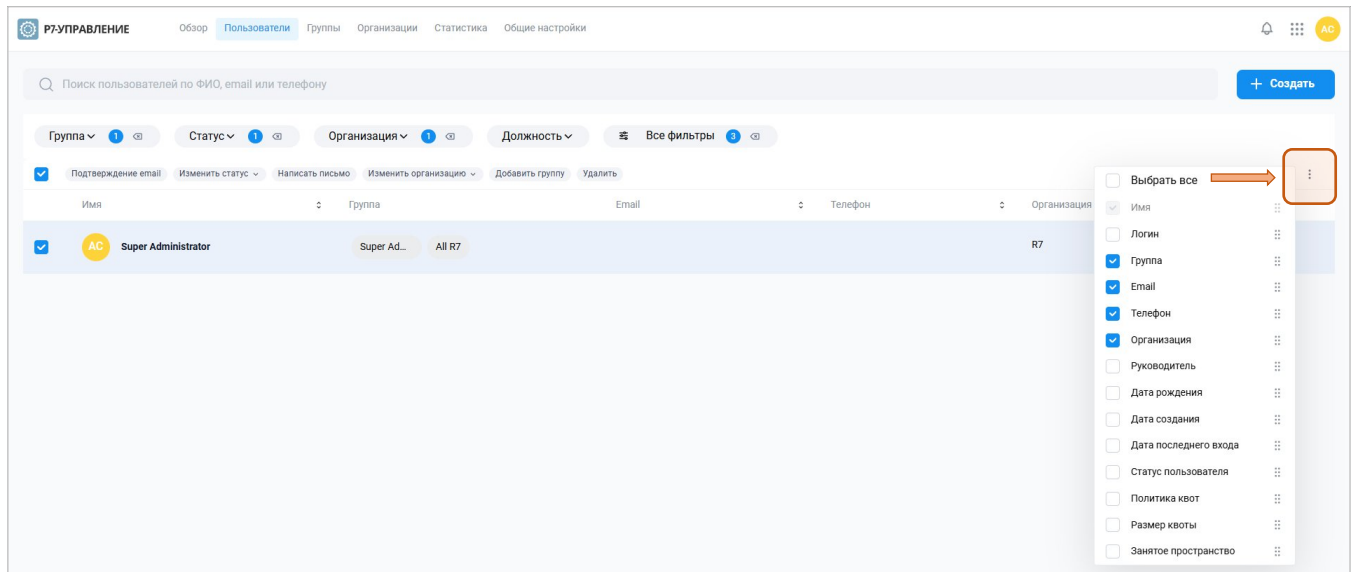 Р7-УПРАВЛЕНИЕ Обзор Пользователи Группы Организации Статистика Общие настройки АС
Поиск пользователей по ФИО, email или телефону + Создать
Группа 1 Статус 1 Организация 1 Должность Все фильтры 3
Подтверждение email Изменить статус Написать письмо Изменить организацию Добавить группу Удалить
Имя Группа Email Телефон Организация
АС Super Administrator Super Ad... All R7 R7
Выбрать все
Имя
Логин
Группа
Email
Телефон
Организация
Руководитель
Дата рождения
Дата создания
Дата последнего входа
Статус пользователя
Политика квот
Размер квоты
Занятое пространство